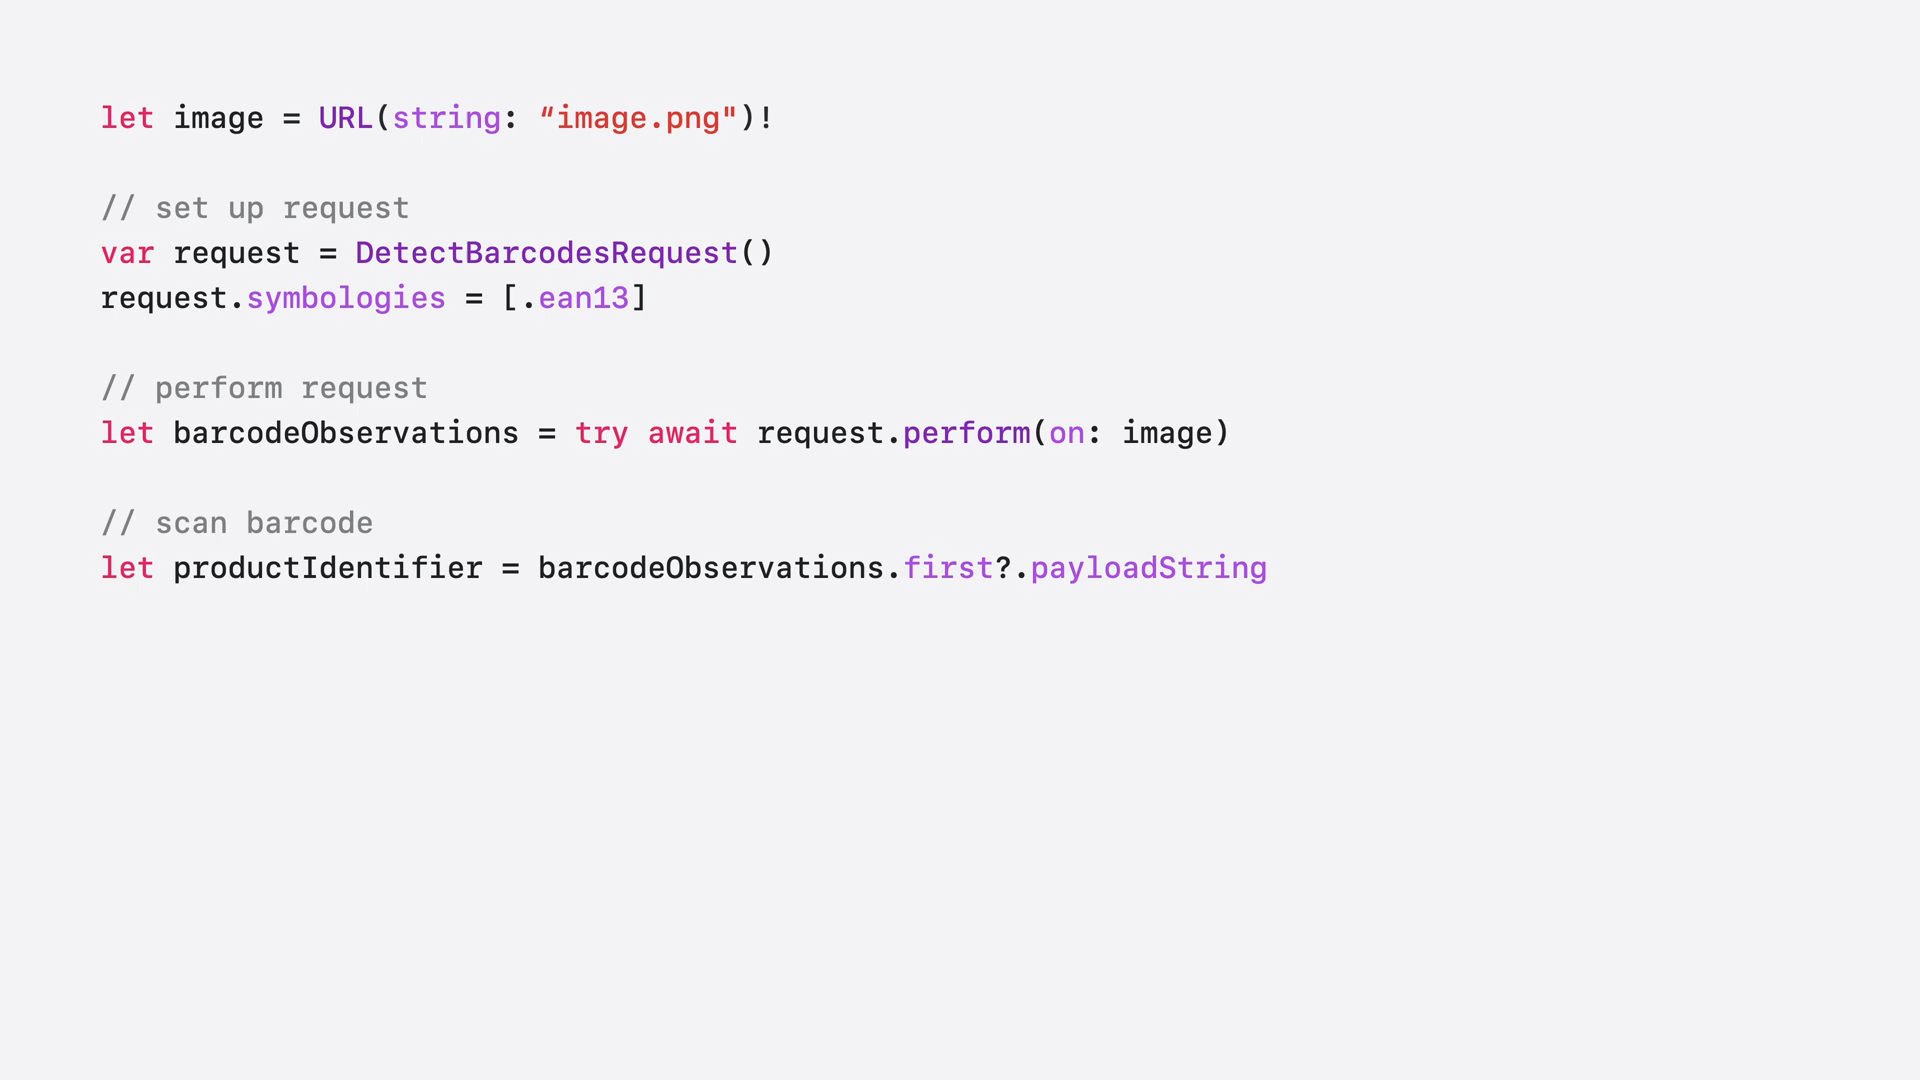 let image = URL(string: “image.png")!
// set up request
var request = DetectBarcodesRequest()
request.symbologies = [.ean13]
// perform request
let barcodeObservations = try await request.perform(on: image)
// scan barcode
let productIdentifier = barcodeObservations.first?.payloadString